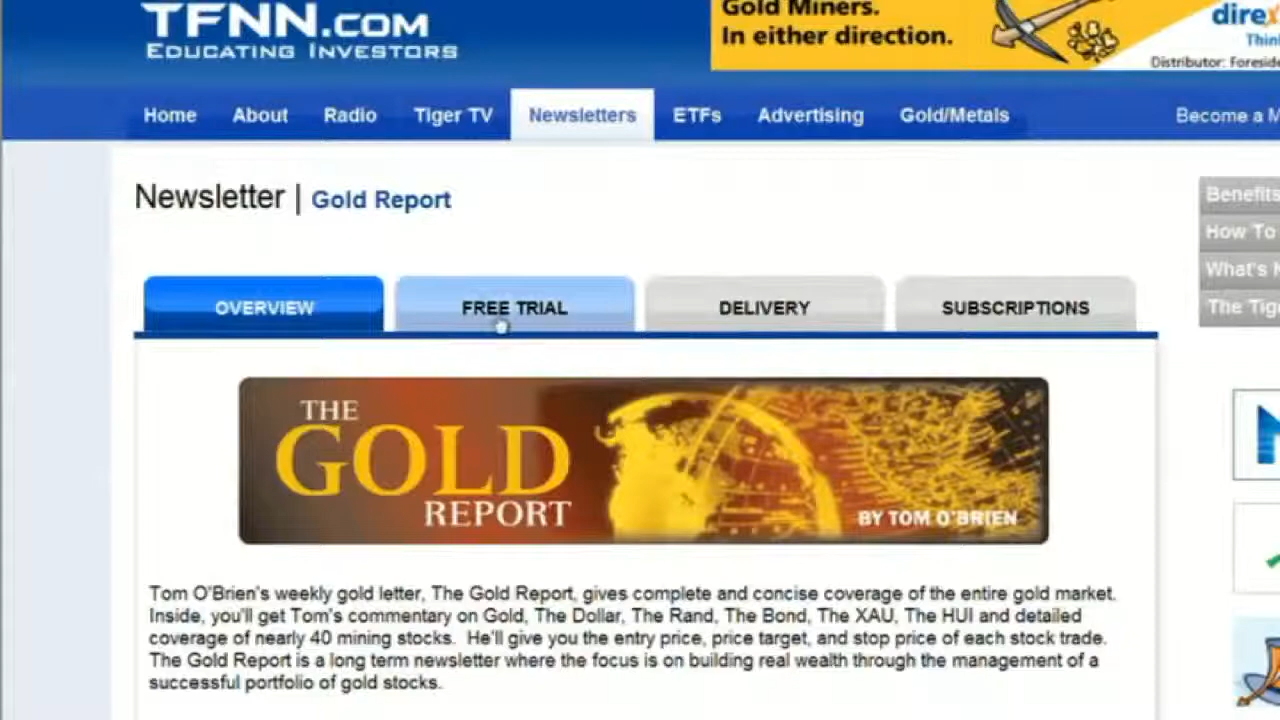 TFNN.COM
EDUCATING INVESTORS
Gold Miners.
In either direction.
Distributor:
Home About Radio Tiger TV Newsletters ETFs Advertising Gold/Metals Become a
Newsletter | Gold Report
Benefits
How To
What's
The
OVERVIEW FREE TRIAL DELIVERY SUBSCRIPTIONS
THE
GOLD
REPORT
BY TOM O'BRIEN
Tom O'Brien's weekly gold letter, The Gold Report, gives complete and concise coverage of the entire gold market.
Inside, you'll get Tom's commentary on Gold, The Dollar, The Rand, The Bond, The XAU, The HUI and detailed
coverage of nearly 40 mining stocks. He'll give you the entry price, price target, and stop price of each stock trade.
The Gold Report is a long term newsletter where the focus is on building real wealth through the management of a
successful portfolio of gold stocks.